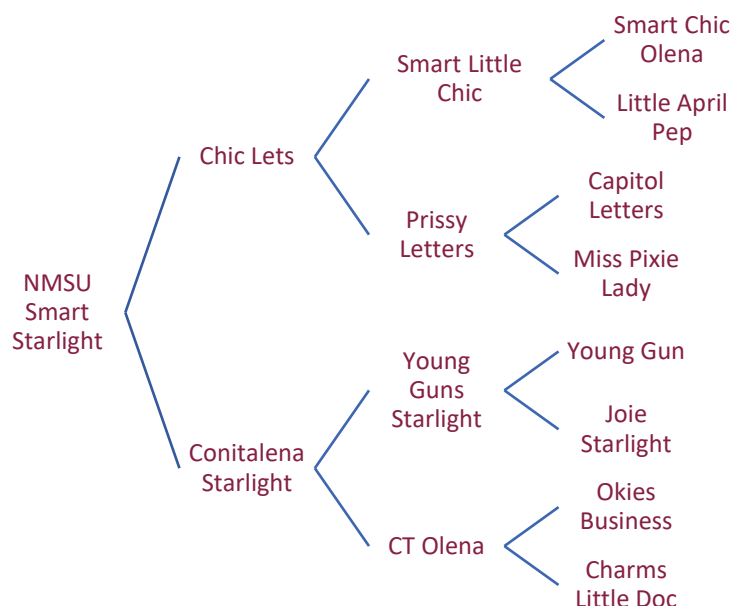 Smart Chic
Olena
Smart Little
Chic
Little April
Pep
Chic Lets
Capitol
Letters
Prissy
Letters
Miss Pixie
Lady
NMSU
Smart
Starlight
Young Gun
Young
Guns
Starlight
Joie
Starlight
Conitalena
Starlight
Okies
Business
CT Olena
Charms
Little Doc